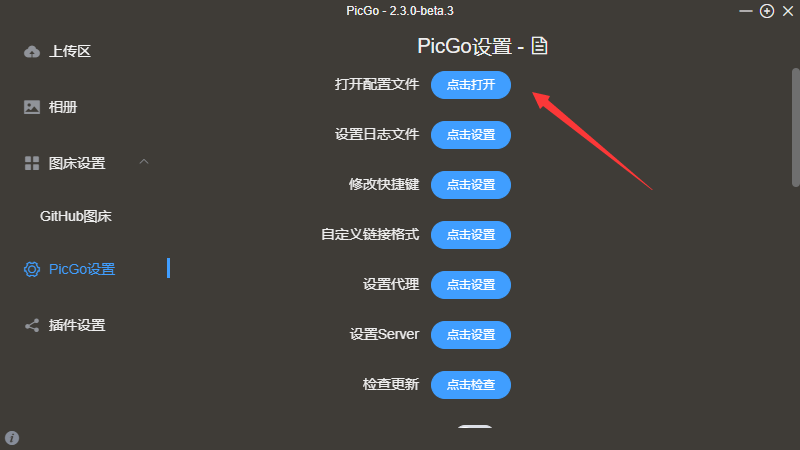 PicGo - 2.3.0-beta.3
上传区
相册
图床设置
GitHub图床
PicGo设置
插件设置
PicGo设置 -
打开配置文件 点击打开
设置日志文件 点击设置
修改快捷键 点击设置
自定义链接格式 点击设置
设置代理 点击设置
设置Server 点击设置
检查更新 点击检查